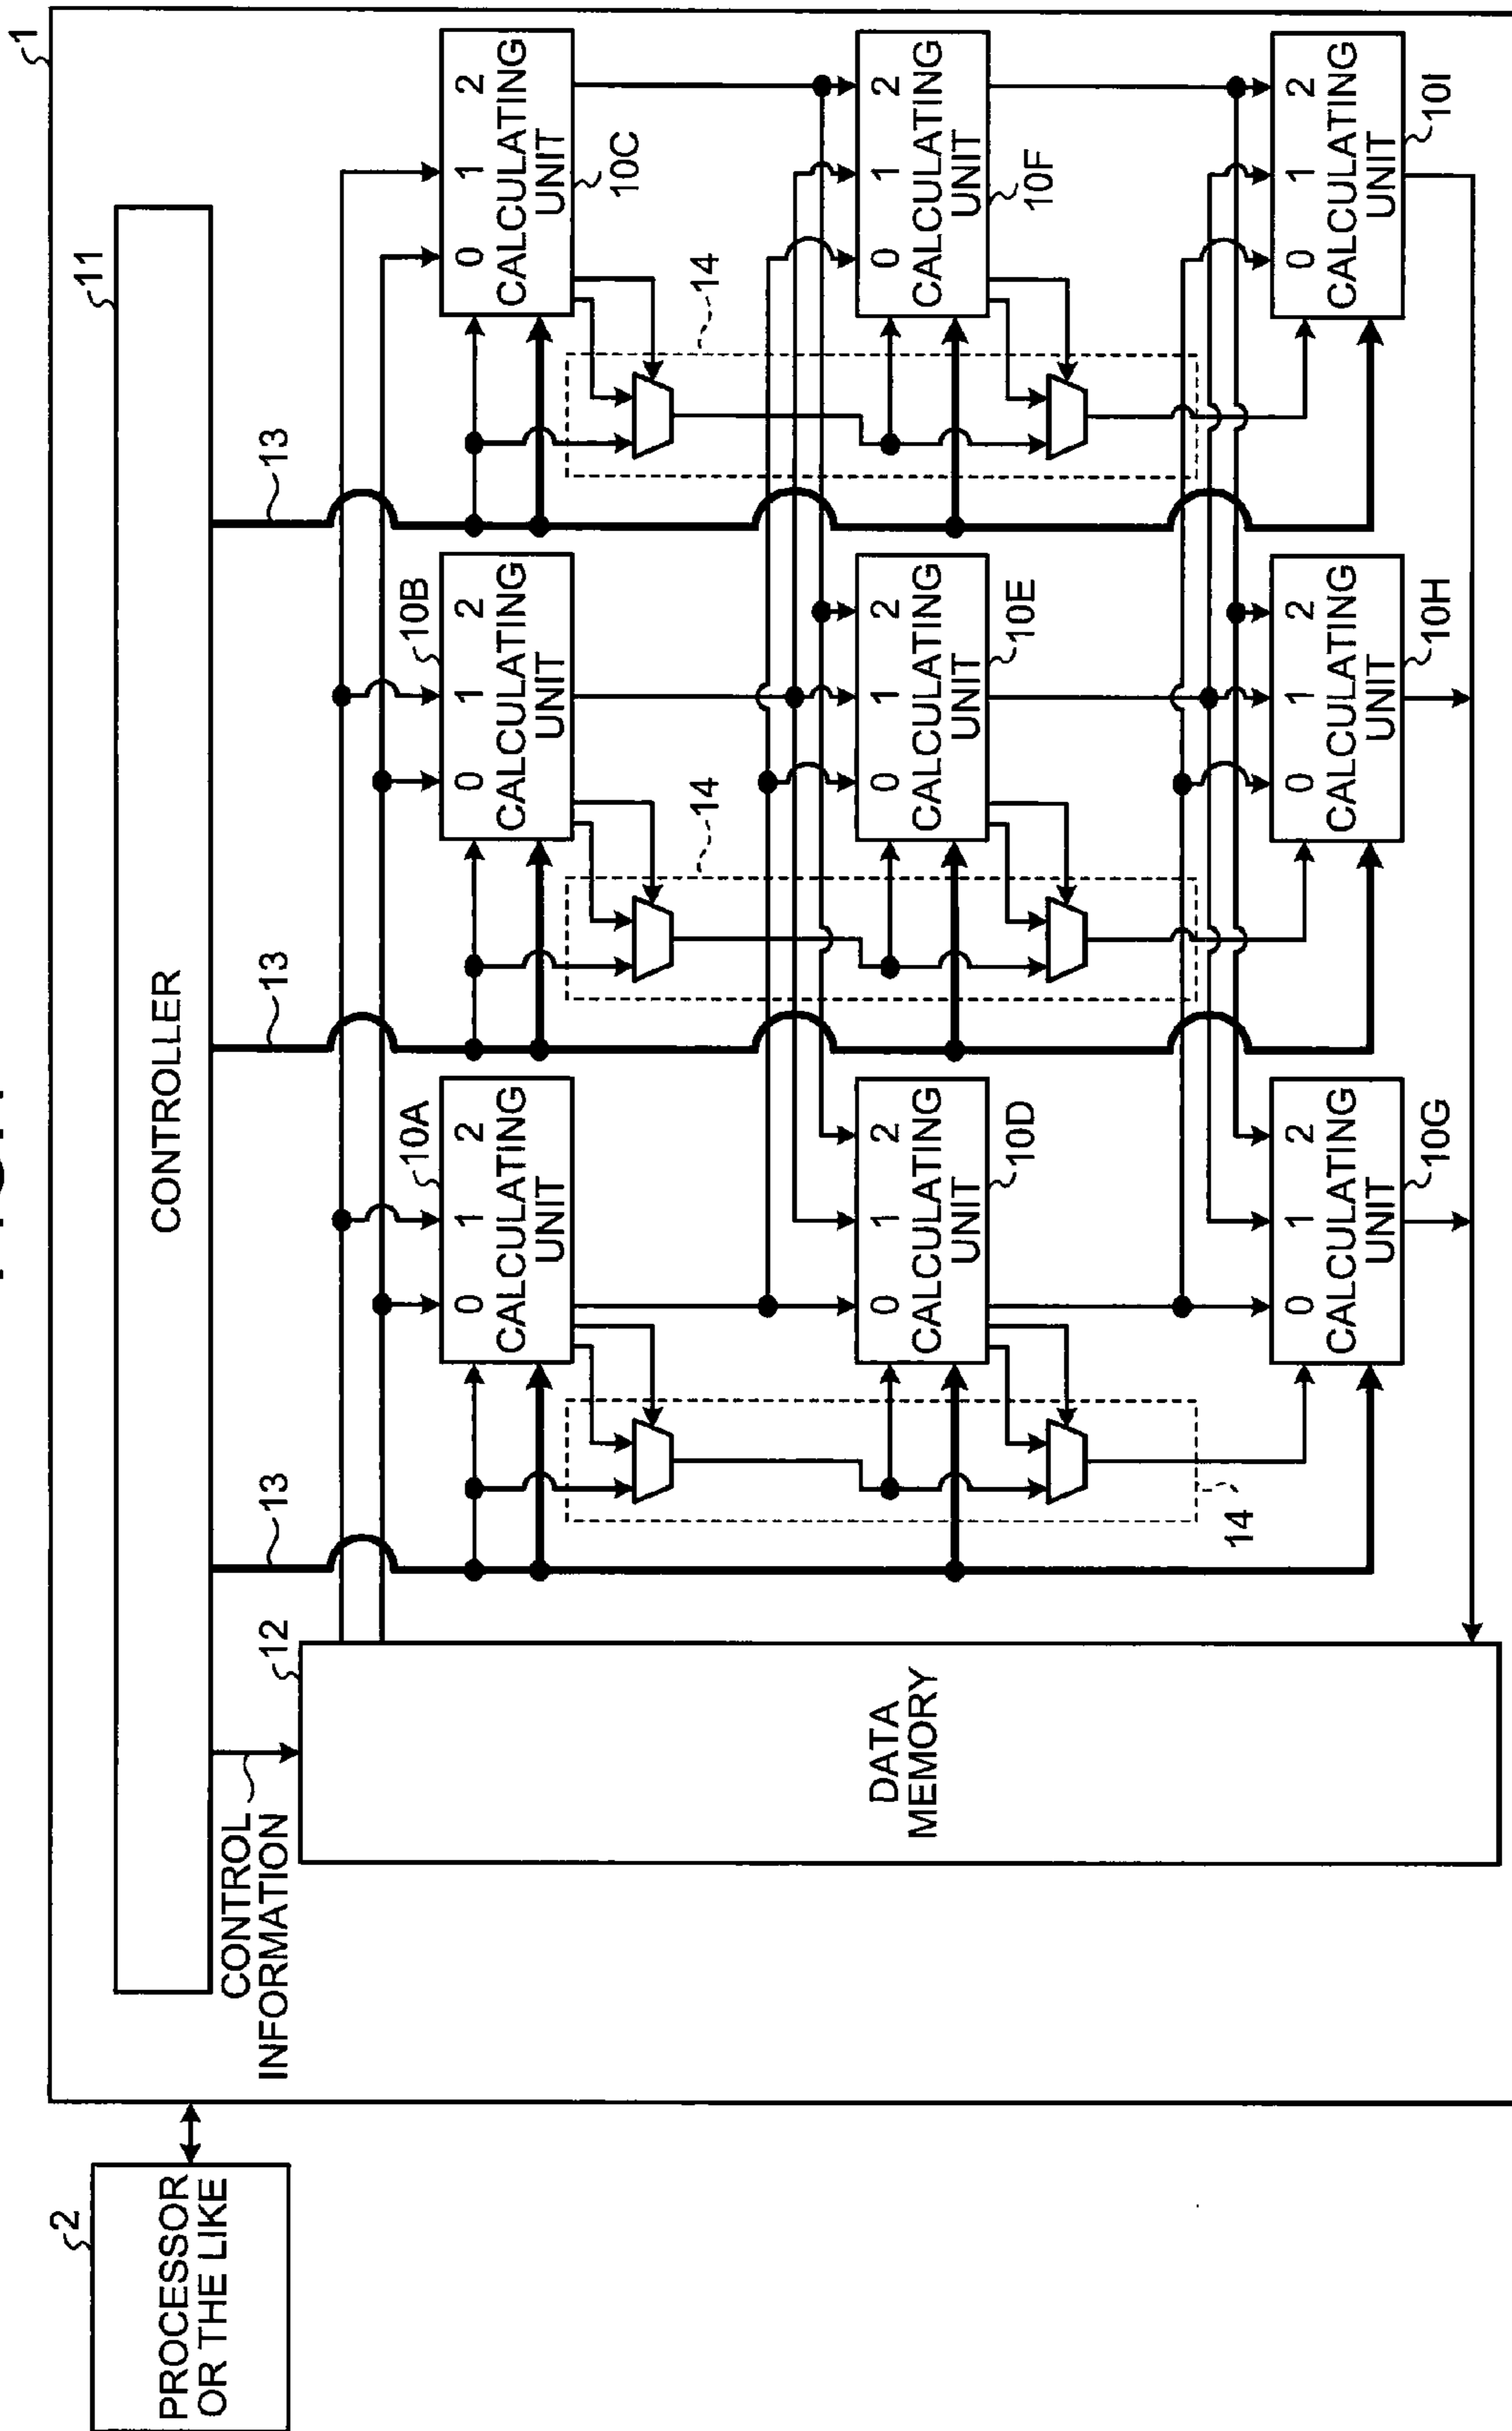 1
11
CONTROLLER
2
PROCESSOR
OR THE LIKE
CONTROL
INFORMATION
12
DATA
MEMORY
13
13
13
10A
0 1 2
CALCULATING
UNIT
10B
0 1 2
CALCULATING
UNIT
0 1 2
CALCULATING
UNIT
10C
14
14
0 1 2
CALCULATING
UNIT
10D
0 1 2
CALCULATING
UNIT
10E
0 1 2
CALCULATING
UNIT
10F
14
0 1 2
CALCULATING
UNIT
10G
0 1 2
CALCULATING
UNIT
10H
0 1 2
CALCULATING
UNIT
10I